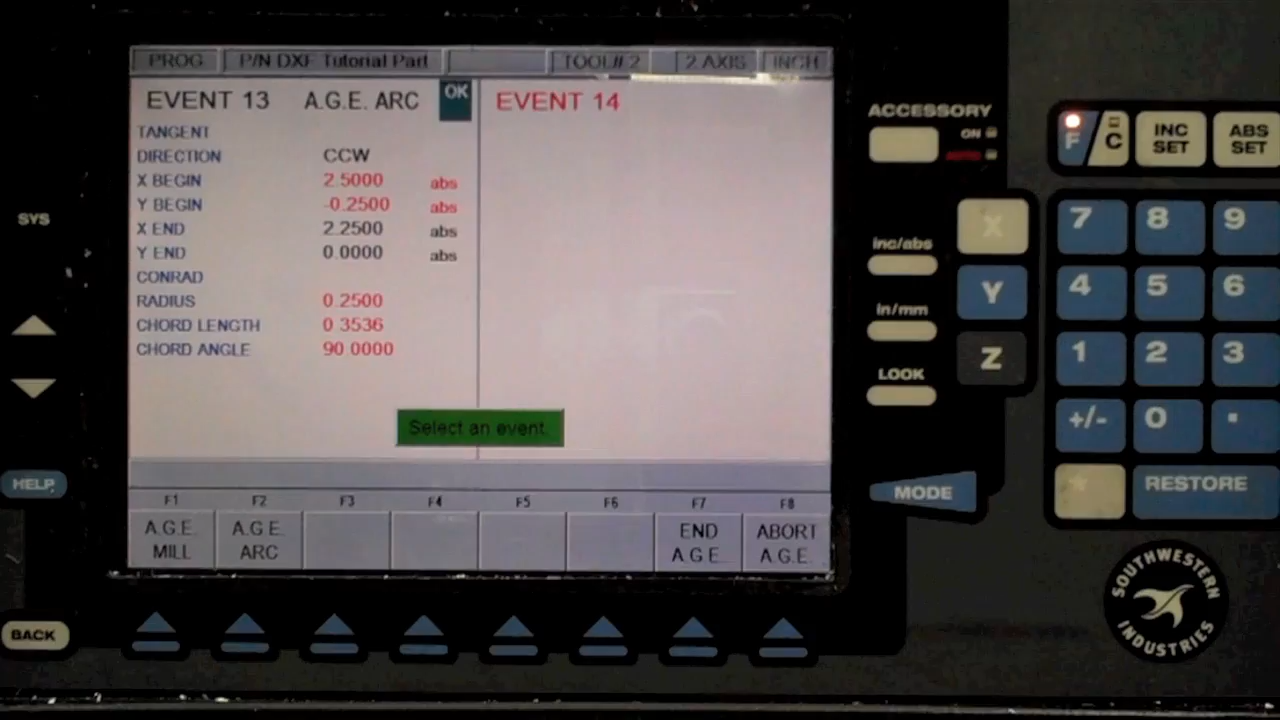 PROG P/N DXF Tutorial Part TOOL# 2 2 AXIS INCH
EVENT 13 A.G.E. ARC OK EVENT 14
TANGENT
DIRECTION CCW
X BEGIN 2.5000 abs
Y BEGIN -0.2500 abs
X END 2.2500 abs
Y END 0.0000 abs
CONRAD
RADIUS 0.2500
CHORD LENGTH 0.3536
CHORD ANGLE 90.0000
Select an event.
F1 F2 F3 F4 F5 F6 F7 F8
A.G.E. MILL
A.G.E. ARC
END A.G.E.
ABORT A.G.E.
SYS
HELP
BACK
ACCESSORY
ON
inc/abs
in/mm
LOOK
MODE
X
Y
Z
F/C
INC SET
ABS SET
7 8 9
4 5 6
1 2 3
+/- 0 .
RESTORE
SOUTHWESTERN INDUSTRIES